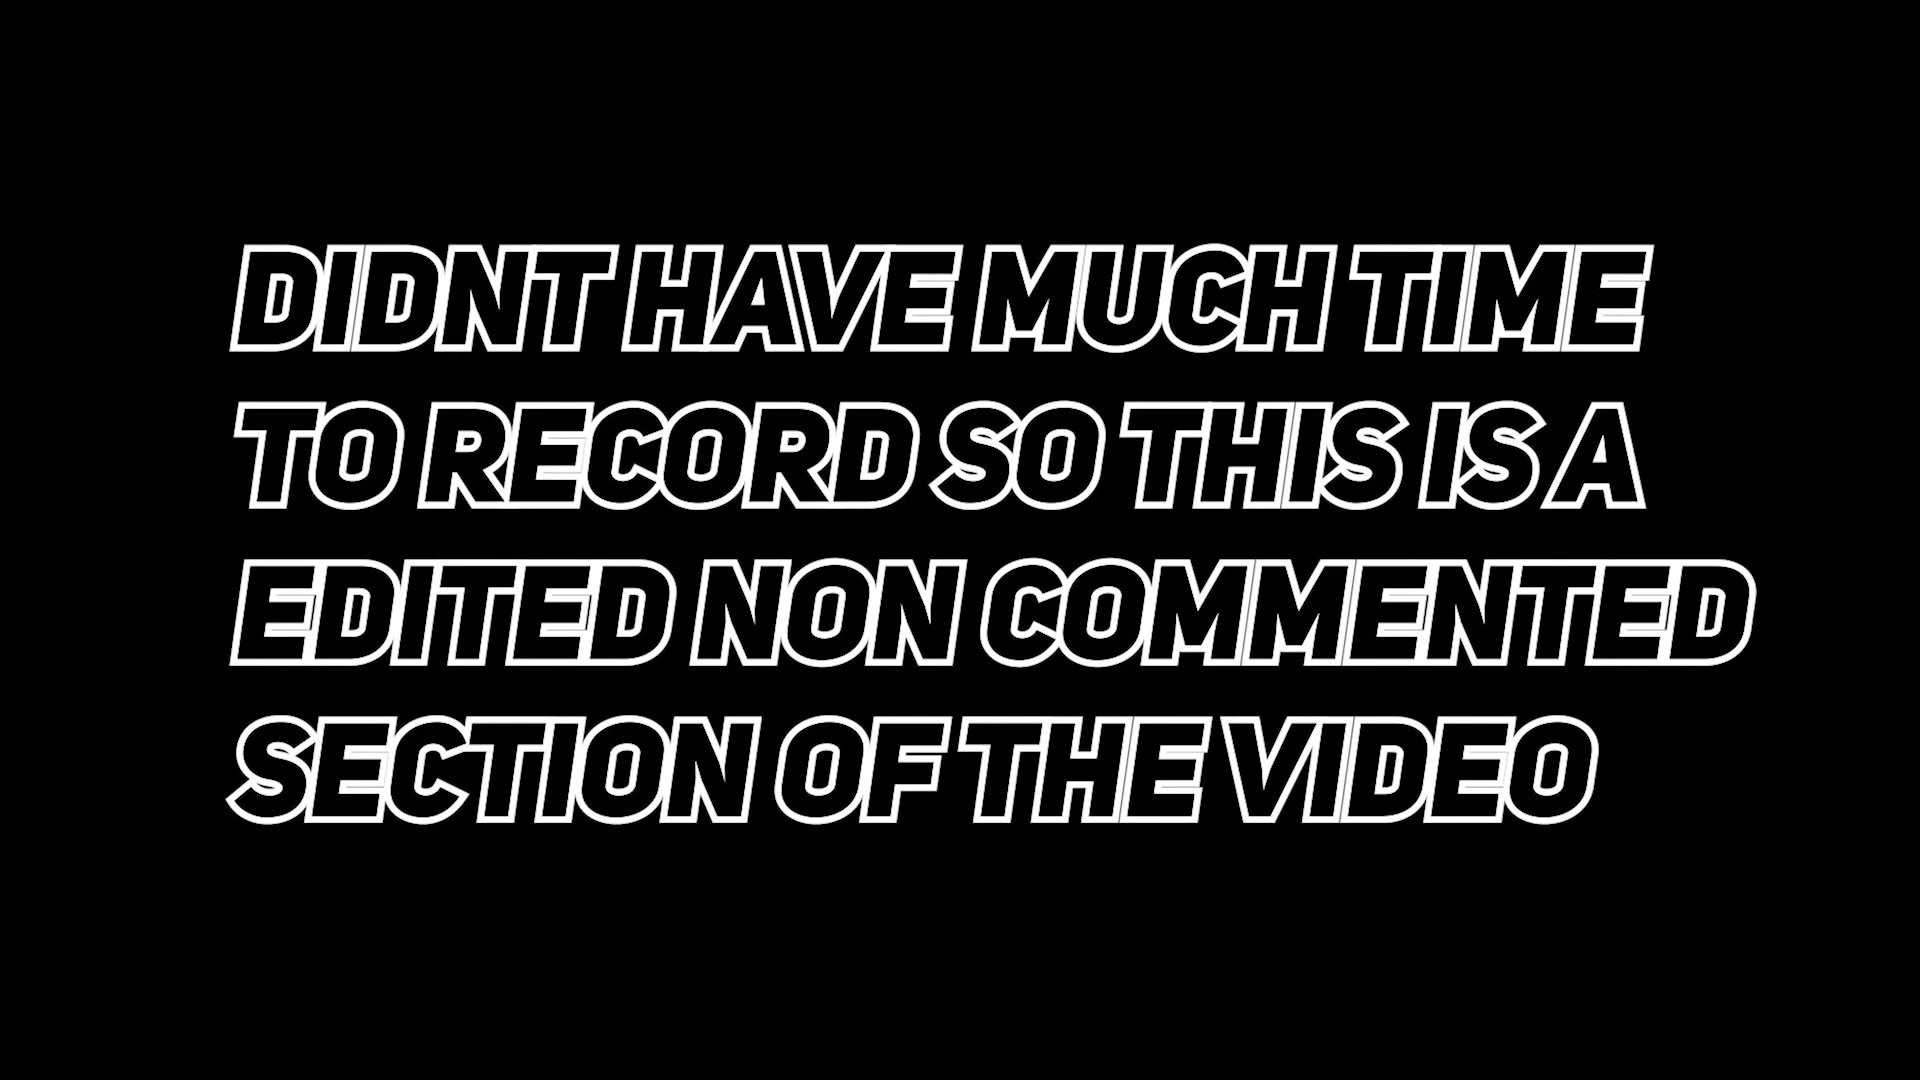 DIDNT HAVE MUCH TIME
TO RECORD SO THIS IS A
EDITED NON COMMENTED
SECTION OF THE VIDEO